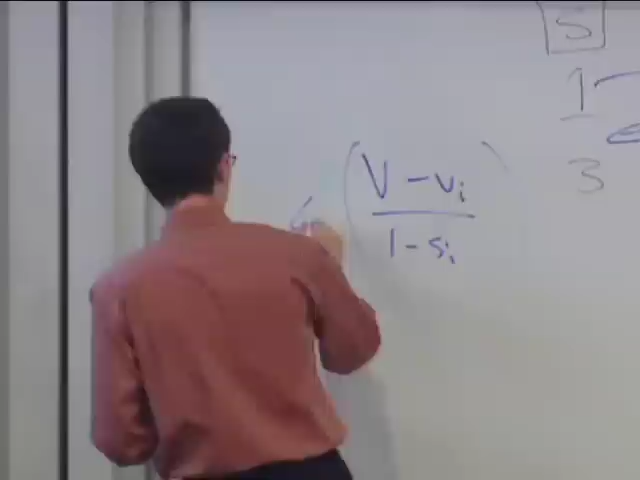 S
1
3
( V - vᵢ )
1 - sᵢ